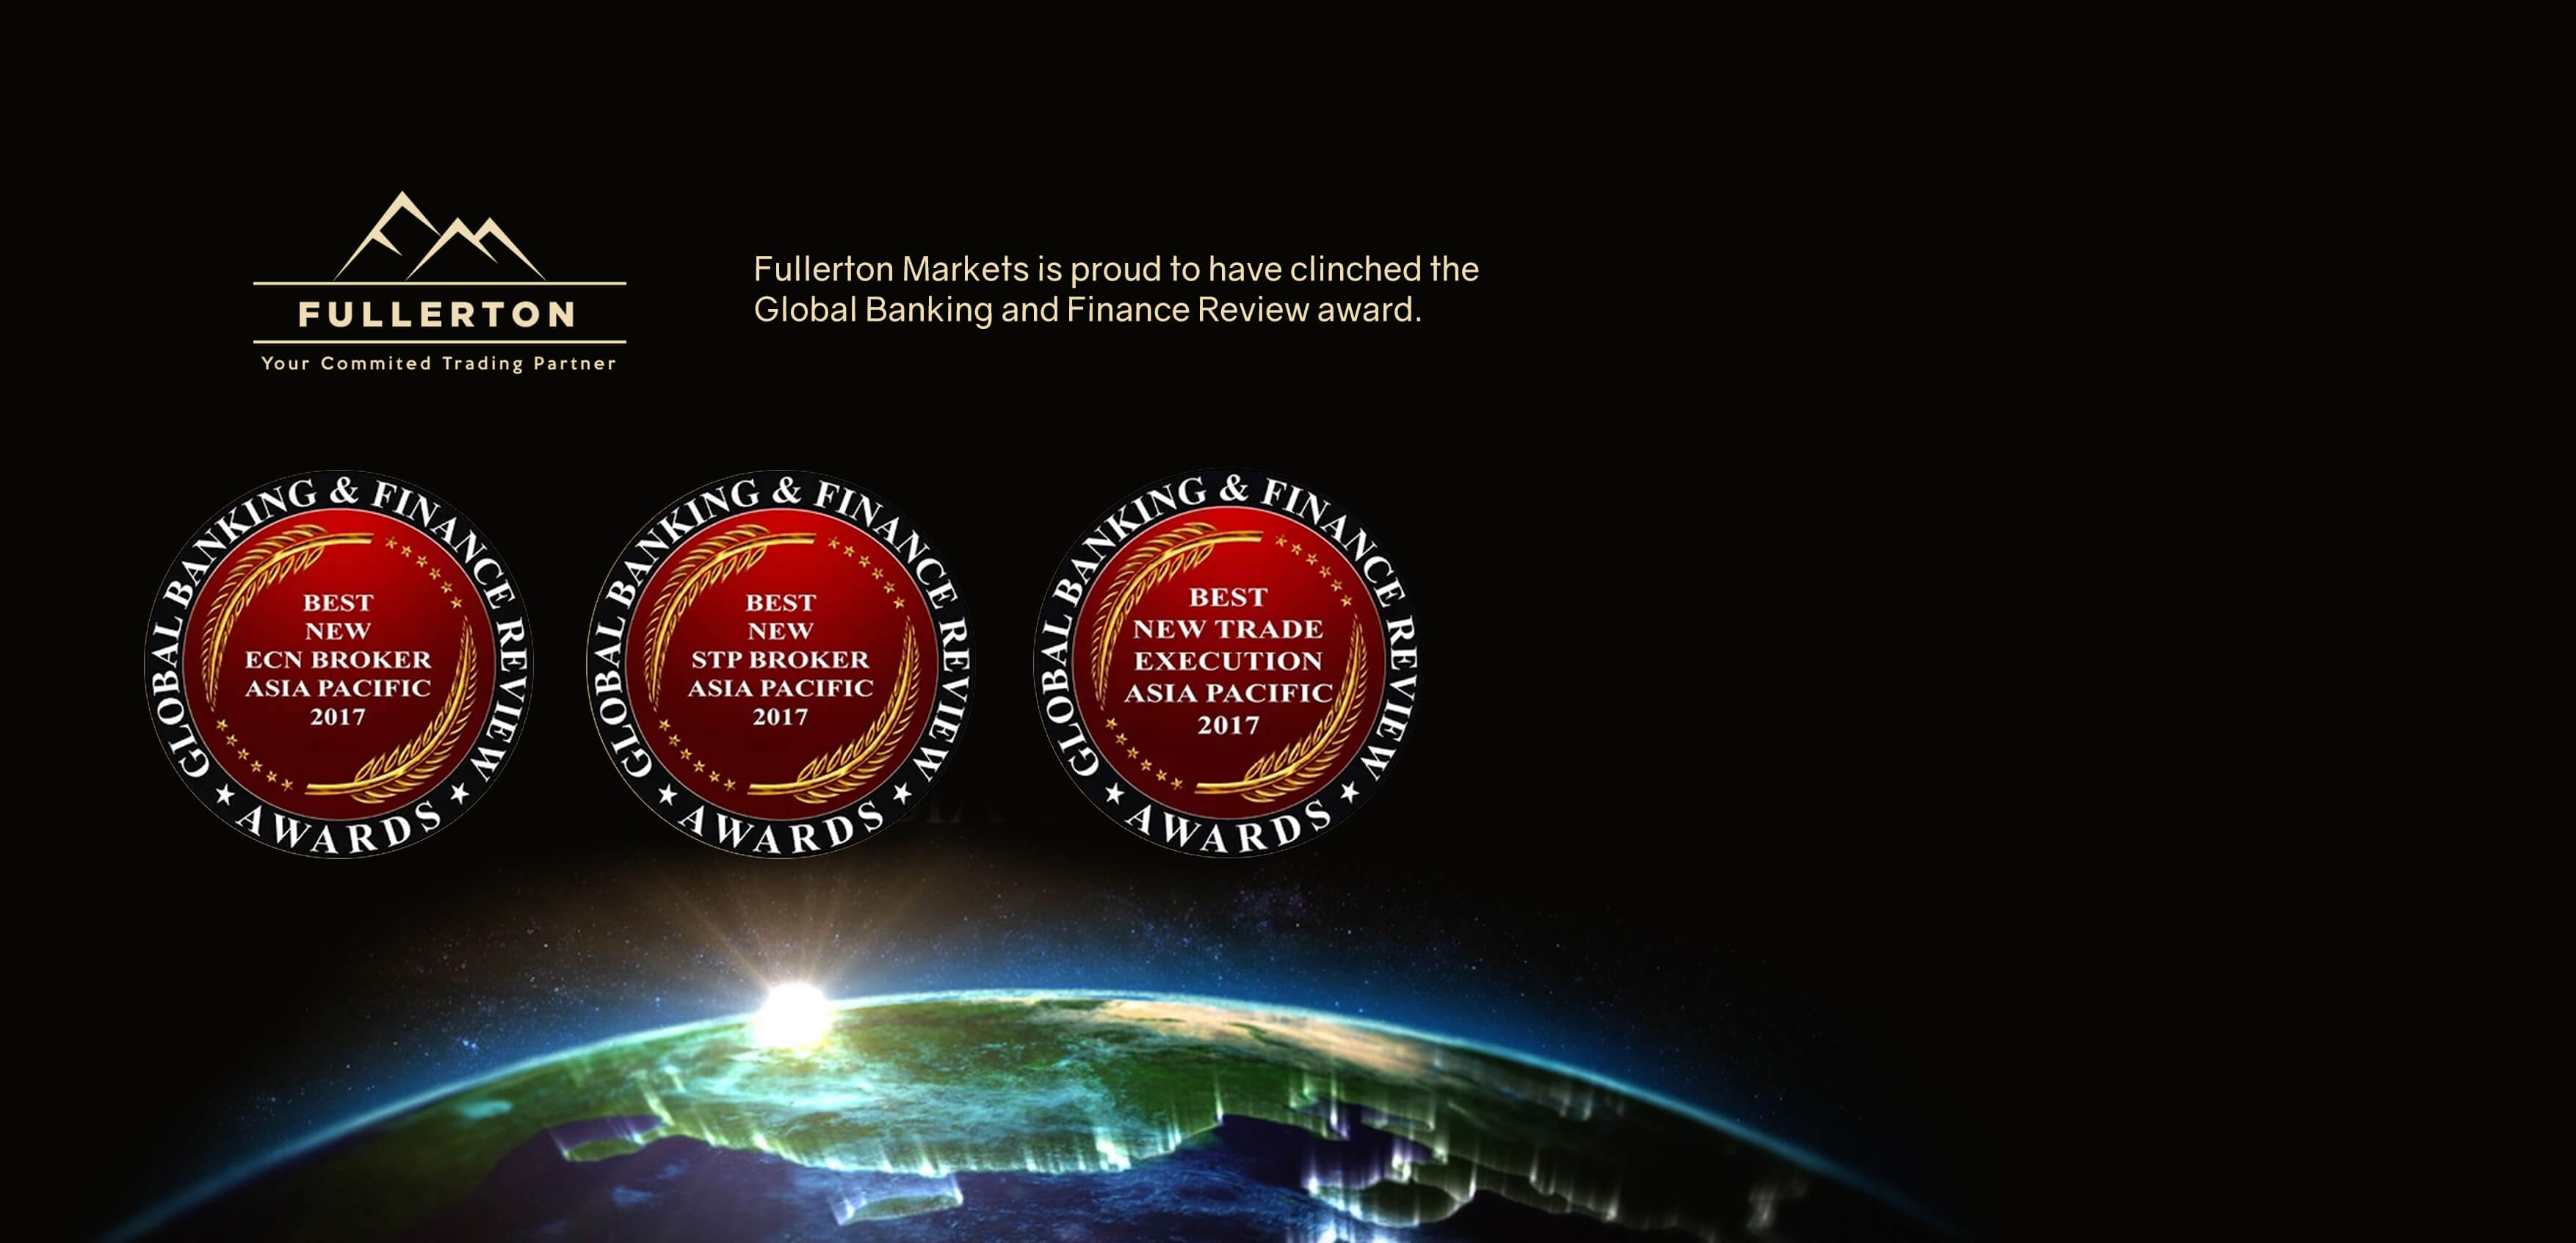 FULLERTON
Your Commited Trading Partner
Fullerton Markets is proud to have clinched the
Global Banking and Finance Review award.
GLOBAL BANKING & FINANCE REVIEW
BEST
NEW
ECN BROKER
ASIA PACIFIC
2017
★ AWARDS ★
GLOBAL BANKING & FINANCE REVIEW
BEST
NEW
STP BROKER
ASIA PACIFIC
2017
★ AWARDS ★
GLOBAL BANKING & FINANCE REVIEW
BEST
NEW TRADE
EXECUTION
ASIA PACIFIC
2017
★ AWARDS ★